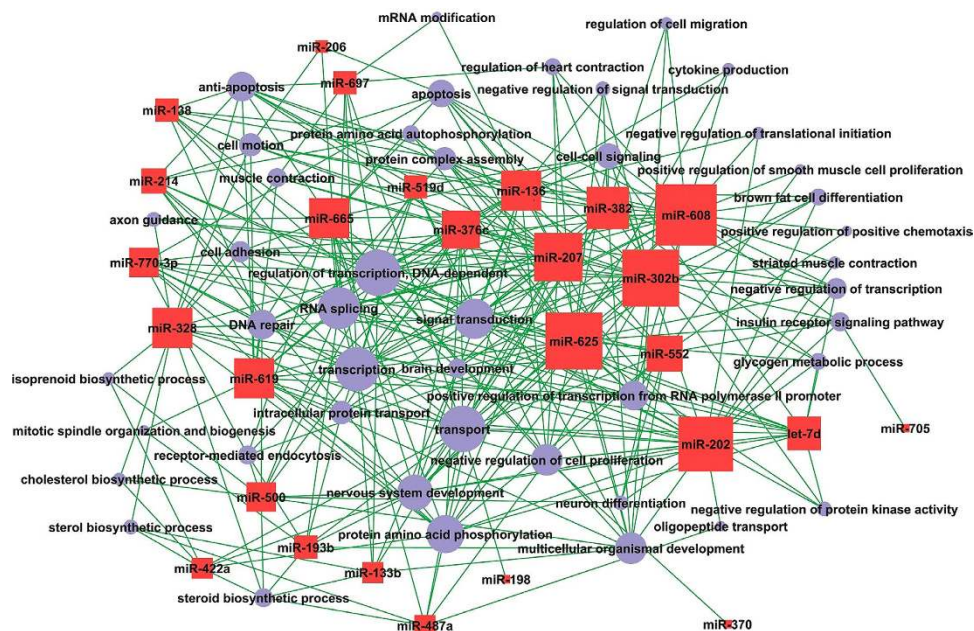 mRNA modification
regulation of cell migration
miR-206
regulation of heart contraction
cytokine production
anti-apoptosis
miR-697
apoptosis
negative regulation of signal transduction
miR-138
protein amino acid autophosphorylation
negative regulation of translational initiation
cell motion
protein complex assembly
cell-cell signaling
muscle contraction
positive regulation of smooth muscle cell proliferation
miR-214
miR-519d
miR-136
miR-382
miR-608
brown fat cell differentiation
axon guidance
miR-665
miR-376c
positive regulation of positive chemotaxis
cell adhesion
miR-207
miR-770-3p
regulation of transcription, DNA-dependent
miR-302b
striated muscle contraction
negative regulation of transcription
RNA splicing
signal transduction
miR-328
DNA repair
insulin receptor signaling pathway
miR-625
miR-552
glycogen metabolic process
isoprenoid biosynthetic process
miR-619
transcription
brain development
positive regulation of transcription from RNA polymerase II promoter
intracellular protein transport
mitotic spindle organization and biogenesis
transport
miR-202
let-7d
miR-705
receptor-mediated endocytosis
negative regulation of cell proliferation
cholesterol biosynthetic process
miR-500
nervous system development
neuron differentiation
negative regulation of protein kinase activity
sterol biosynthetic process
protein amino acid phosphorylation
oligopeptide transport
miR-193b
multicellular organismal development
miR-422a
miR-133b
miR-198
steroid biosynthetic process
miR-487a
miR-370